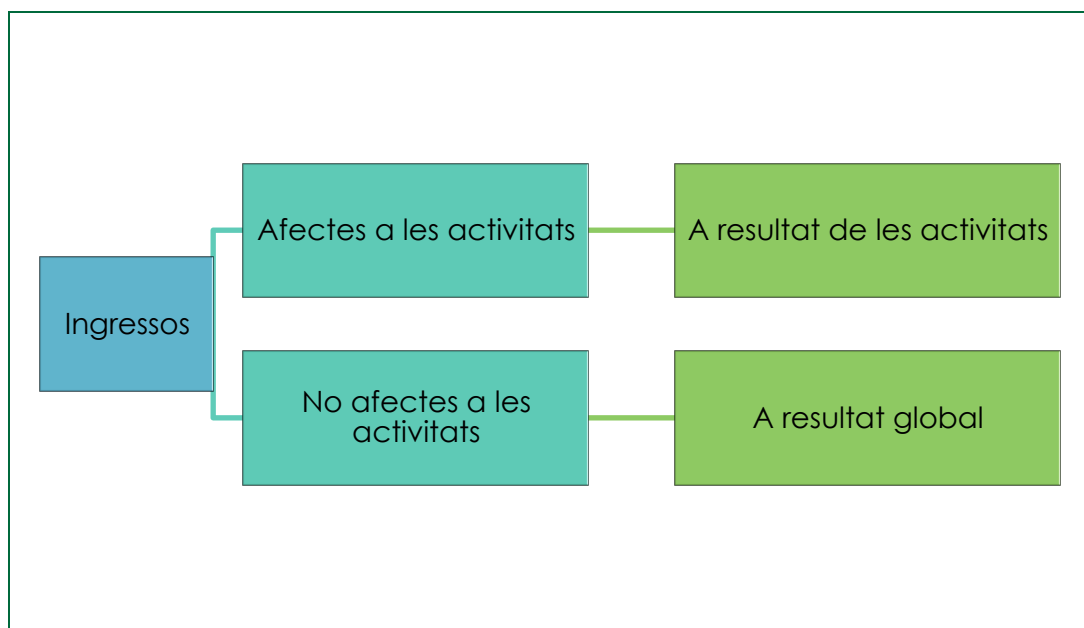 Afectes a les activitats
A resultat de les activitats
Ingressos
No afectes a les
activitats
A resultat global